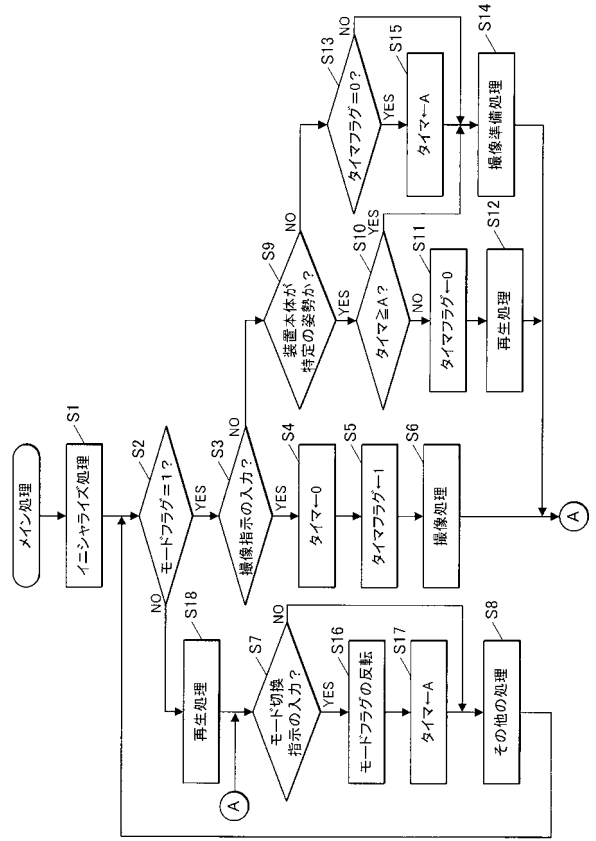 メイン処理
S1
イニシャライズ処理
S2
モードフラグ=1?
NO
YES
S3
撮像指示の入力?
NO
YES
S4
タイマ←0
S5
タイマフラグ←1
S6
撮像処理
A
S9
装置本体が
特定の姿勢か?
NO
YES
S10
タイマ≧A?
YES
NO
S11
タイマフラグ←0
S12
再生処理
S13
タイマフラグ=0?
NO
YES
S15
タイマ←A
S14
撮像準備処理
S18
再生処理
A
S7
モード切換
指示の入力?
NO
YES
S16
モードフラグの反転
S17
タイマ←A
S8
その他の処理